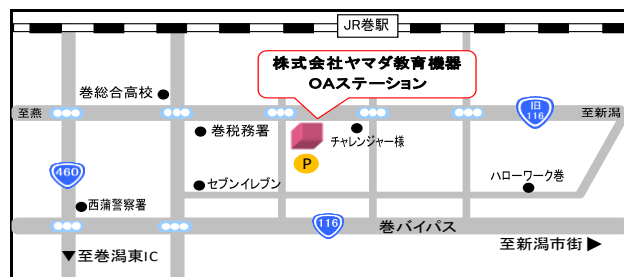 JR巻駅
株式会社ヤマダ教育機器
OAステーション
巻総合高校
至燕
旧
116
至新潟
巻税務署
チャレンジャー様
P
460
セブンイレブン
ハローワーク巻
西蒲警察署
116
巻バイパス
至新潟市街▶
▼至巻潟東IC